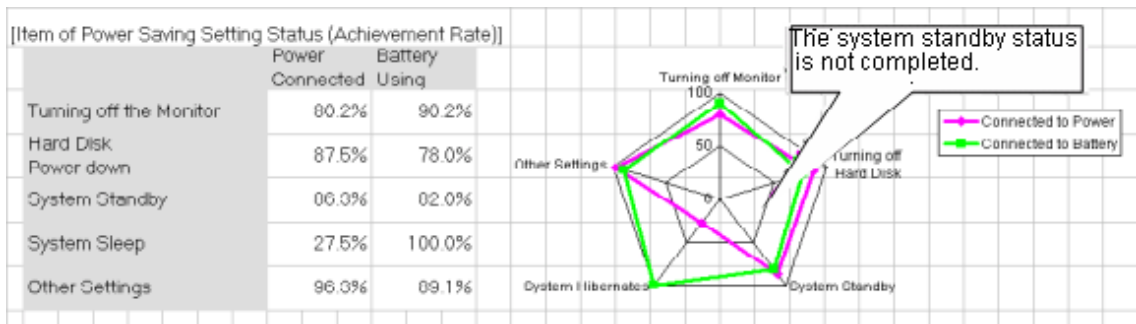 [Item of Power Saving Setting Status (Achievement Rate)]
Power Connected Battery Using
Turning off the Monitor 80.2% 90.2%
Hard Disk Power down 87.5% 78.0%
System Standby 86.3% 82.0%
System Sleep 27.5% 100.0%
Other Settings 96.3% 89.1%
The system standby status
is not completed.
Turning off Monitor
100
50
0
Other Settings
Turning off
Hard Disk
System Hibernates
System Standby
Connected to Power
Connected to Battery